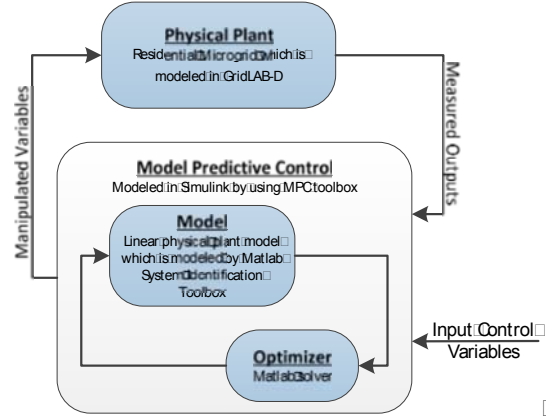 Physical Plant
Residential Microgrid which is
modeled in GridLAB-D
Manipulated Variables
Measured Outputs
Model Predictive Control
Modeled in Simulink by using MPC toolbox
Model
Linear physical plant model
which is modeled by Matlab
System Identification
Toolbox
Input Control
Variables
Optimizer
Matlab Solver